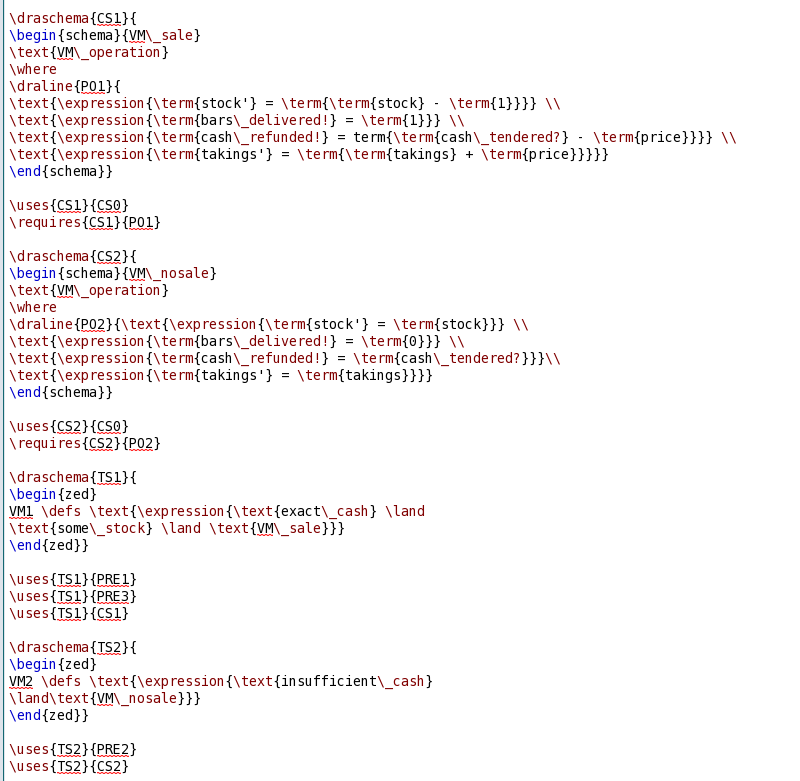 \draschema{CS1}{
\begin{schema}{VM\_sale}
\text{VM\_operation}
\where
\draline{PO1}{
\text{\expression{\term{stock'} = \term{\term{stock} - \term{1}}}} \\
\text{\expression{\term{bars\_delivered!} = \term{1}}} \\
\text{\expression{\term{cash\_refunded!} = term{\term{cash\_tendered?} - \term{price}}}} \\
\text{\expression{\term{takings'} = \term{\term{takings} + \term{price}}}}}
\end{schema}}

\uses{CS1}{CS0}
\requires{CS1}{PO1}

\draschema{CS2}{
\begin{schema}{VM\_nosale}
\text{VM\_operation}
\where
\draline{PO2}{\text{\expression{\term{stock'} = \term{stock}}} \\
\text{\expression{\term{bars\_delivered!} = \term{0}}} \\
\text{\expression{\term{cash\_refunded!} = \term{cash\_tendered?}}}\\
\text{\expression{\term{takings'} = \term{takings}}}}
\end{schema}}

\uses{CS2}{CS0}
\requires{CS2}{PO2}

\draschema{TS1}{
\begin{zed}
VM1 \defs \text{\expression{\text{exact\_cash} \land
\text{some\_stock} \land \text{VM\_sale}}}
\end{zed}}

\uses{TS1}{PRE1}
\uses{TS1}{PRE3}
\uses{TS1}{CS1}

\draschema{TS2}{
\begin{zed}
VM2 \defs \text{\expression{\text{insufficient\_cash}
\land\text{VM\_nosale}}}
\end{zed}}

\uses{TS2}{PRE2}
\uses{TS2}{CS2}